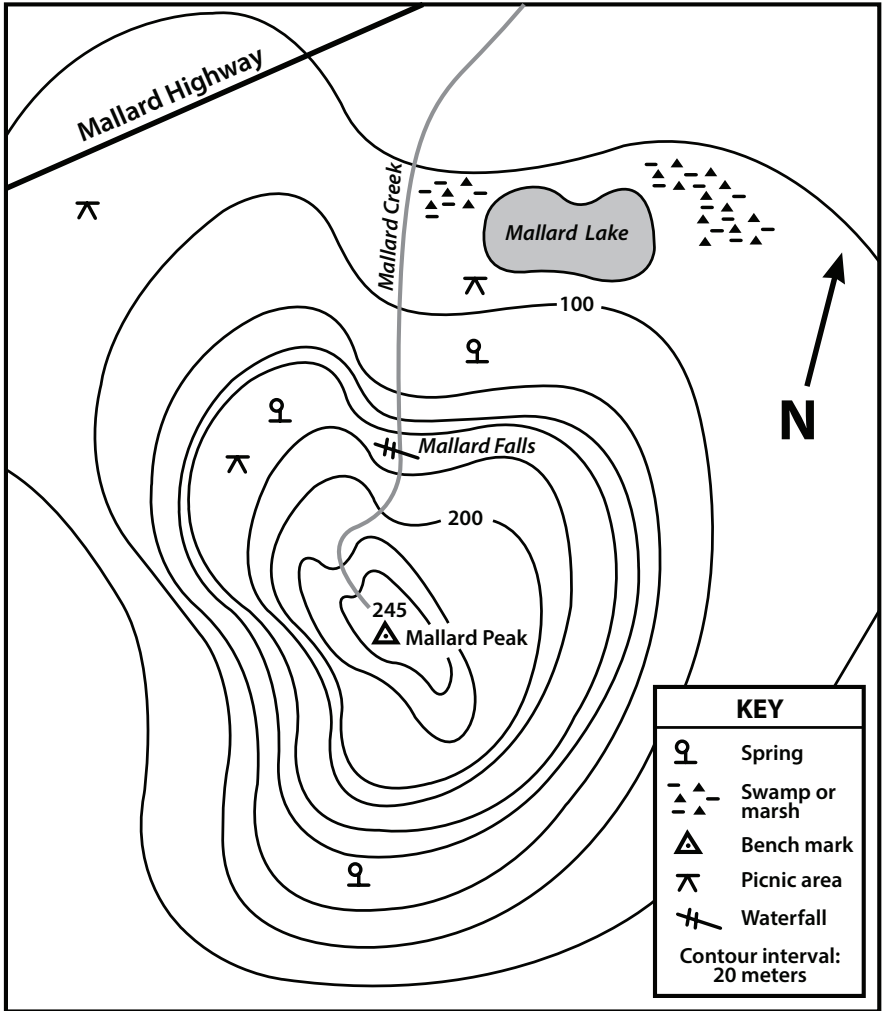 Mallard Highway
Mallard Creek
Mallard Lake
100
N
Mallard Falls
200
245
Mallard Peak
KEY
Spring
Swamp or
marsh
Bench mark
Picnic area
Waterfall
Contour interval:
20 meters